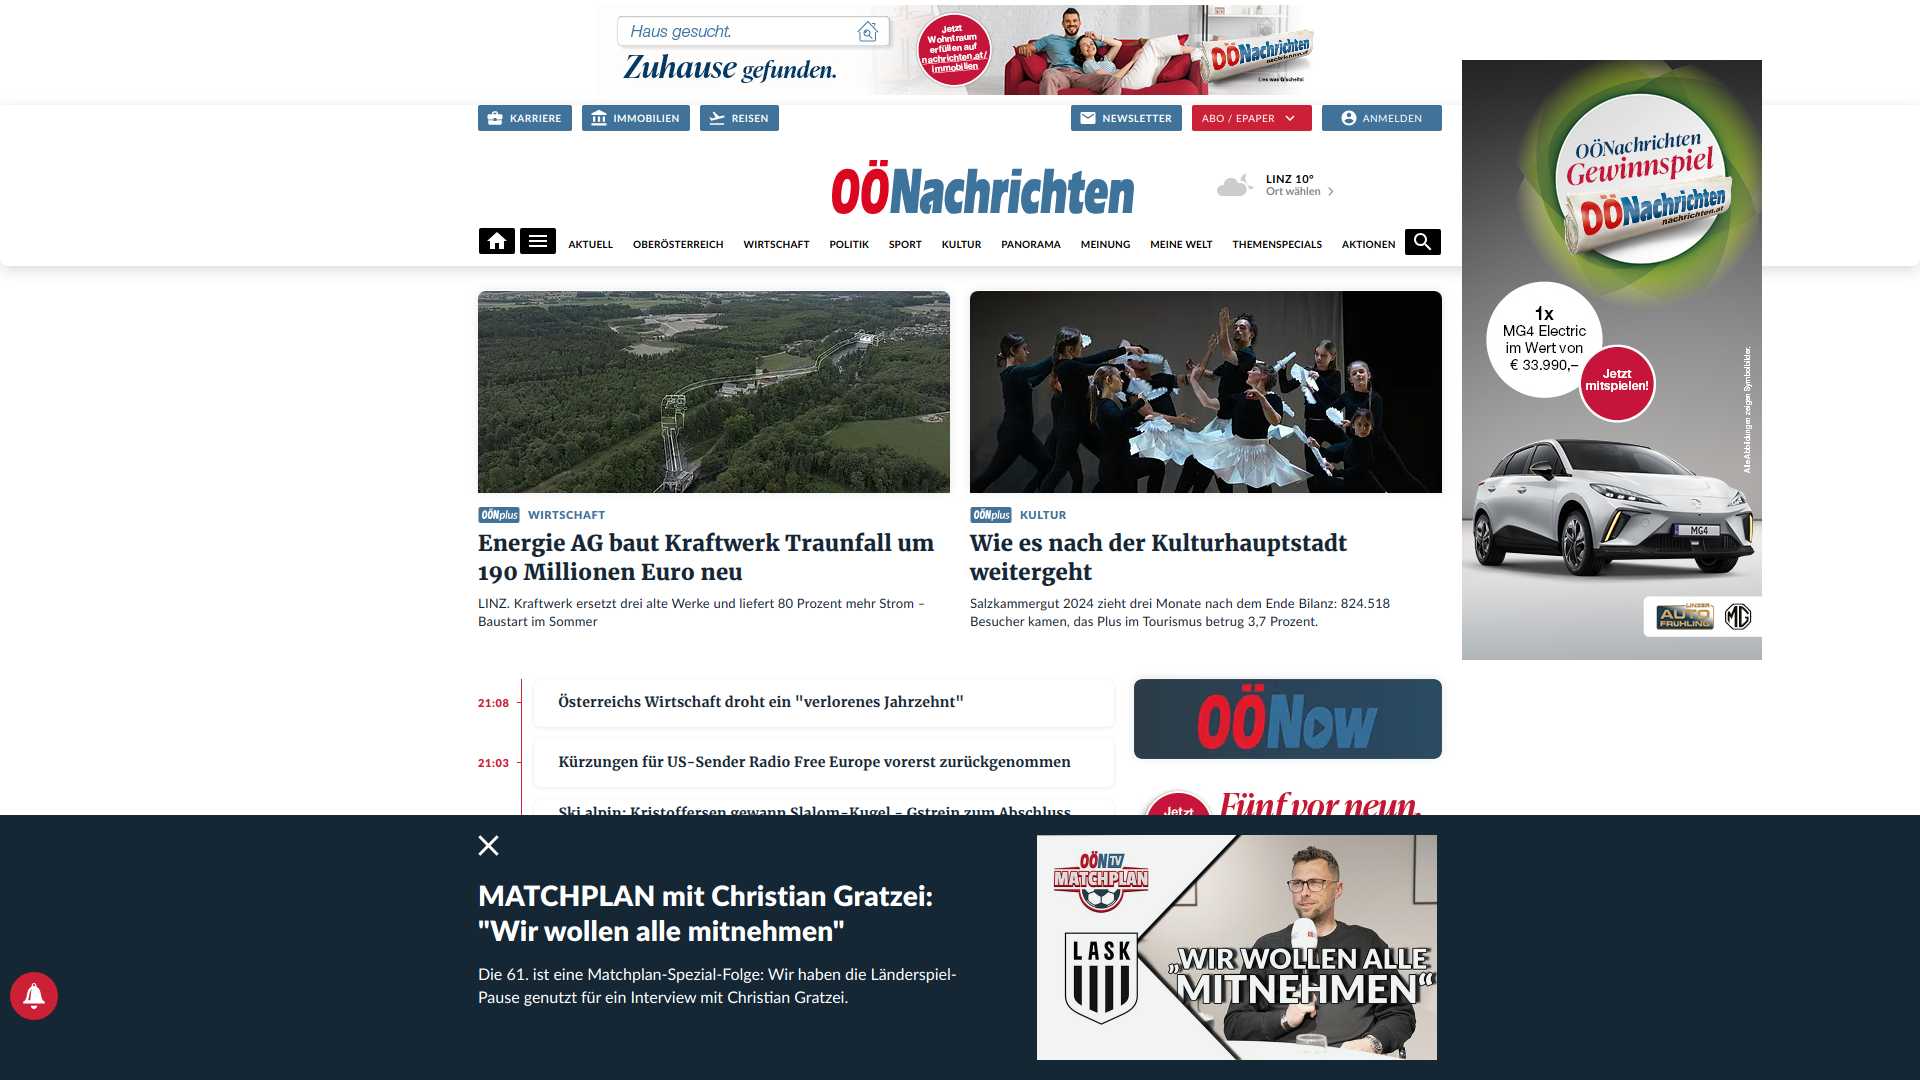 Haus gesucht.
Zuhause gefunden.
Jetzt
Wohntraum
erfüllen auf
nachrichten.at/
immobilien
OÖNachrichten
nachrichten.at
KARRIERE
IMMOBILIEN
REISEN
NEWSLETTER
ABO / EPAPER
ANMELDEN
OÖNachrichten
LINZ 10°
Ort wählen
AKTUELL
OBERÖSTERREICH
WIRTSCHAFT
POLITIK
SPORT
KULTUR
PANORAMA
MEINUNG
MEINE WELT
THEMENSPECIALS
AKTIONEN
OÖNachrichten
Gewinnspiel
OÖNachrichten
nachrichten.at
1x
MG4 Electric
im Wert von
€ 33.990,–
Jetzt
mitspielen!
Alle Abbildungen zeigen Symbolbilder.
MG4
LINZER
AUTO
FRÜHLING
MG
OÖNplus WIRTSCHAFT
Energie AG baut Kraftwerk Traunfall um
190 Millionen Euro neu
LINZ. Kraftwerk ersetzt drei alte Werke und liefert 80 Prozent mehr Strom –
Baustart im Sommer
OÖNplus KULTUR
Wie es nach der Kulturhauptstadt
weitergeht
Salzkammergut 2024 zieht drei Monate nach dem Ende Bilanz: 824.518
Besucher kamen, das Plus im Tourismus betrug 3,7 Prozent.
21:08 Österreichs Wirtschaft droht ein "verlorenes Jahrzehnt"
21:03 Kürzungen für US-Sender Radio Free Europe vorerst zurückgenommen
Ski alpin: Kristoffersen gewann Slalom-Kugel - Gstrein zum Abschluss
OÖNow
Jetzt
Fünf vor neun.
MATCHPLAN mit Christian Gratzei:
"Wir wollen alle mitnehmen"
Die 61. ist eine Matchplan-Spezial-Folge: Wir haben die Länderspiel-
Pause genutzt für ein Interview mit Christian Gratzei.
OÖN TV
MATCHPLAN
LASK
„WIR WOLLEN ALLE
MITNEHMEN“